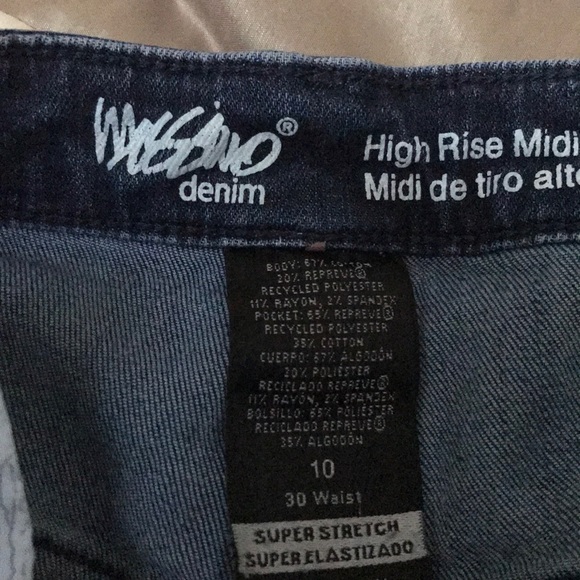 MOSSIMO®
denim
High Rise Midi
Midi de tiro alto
BODY: 67% COTTON
20% REPREVE®
RECYCLED POLYESTER
11% RAYON, 2% SPANDEX
POCKET: 65% REPREVE®
RECYCLED POLYESTER
35% COTTON
CUERPO: 67% ALGODÓN
20% POLIÉSTER
RECICLADO REPREVE®
11% RAYÓN, 2% SPANDEX
BOLSILLO: 65% POLIÉSTER
RECICLADO REPREVE®
35% ALGODÓN
10
30 Waist
SUPER STRETCH
SUPER ELASTIZADO